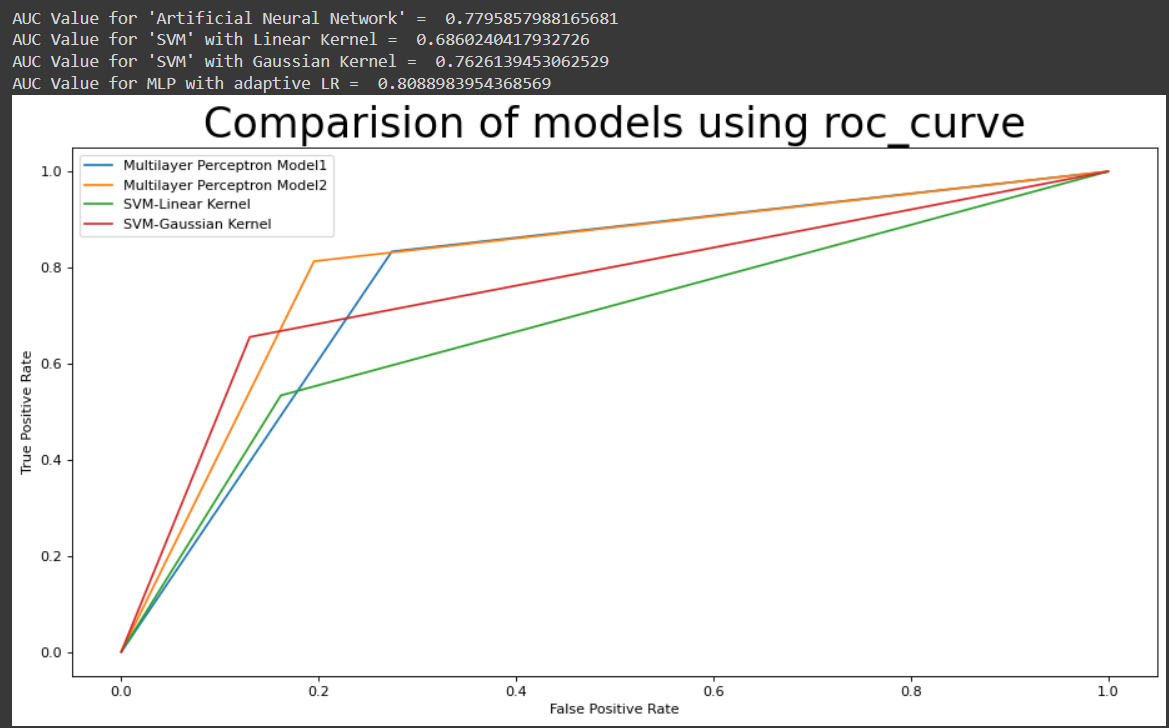 AUC Value for 'Artificial Neural Network' =  0.7795857988165681
AUC Value for 'SVM' with Linear Kernel =  0.6860240417932726
AUC Value for 'SVM' with Gaussian Kernel =  0.7626139453062529
AUC Value for MLP with adaptive LR =  0.8088983954368569
Comparision of models using roc_curve
Multilayer Perceptron Model1
Multilayer Perceptron Model2
SVM-Linear Kernel
SVM-Gaussian Kernel
True Positive Rate
1.0
0.8
0.6
0.4
0.2
0.0
0.0 0.2 0.4 0.6 0.8 1.0
False Positive Rate